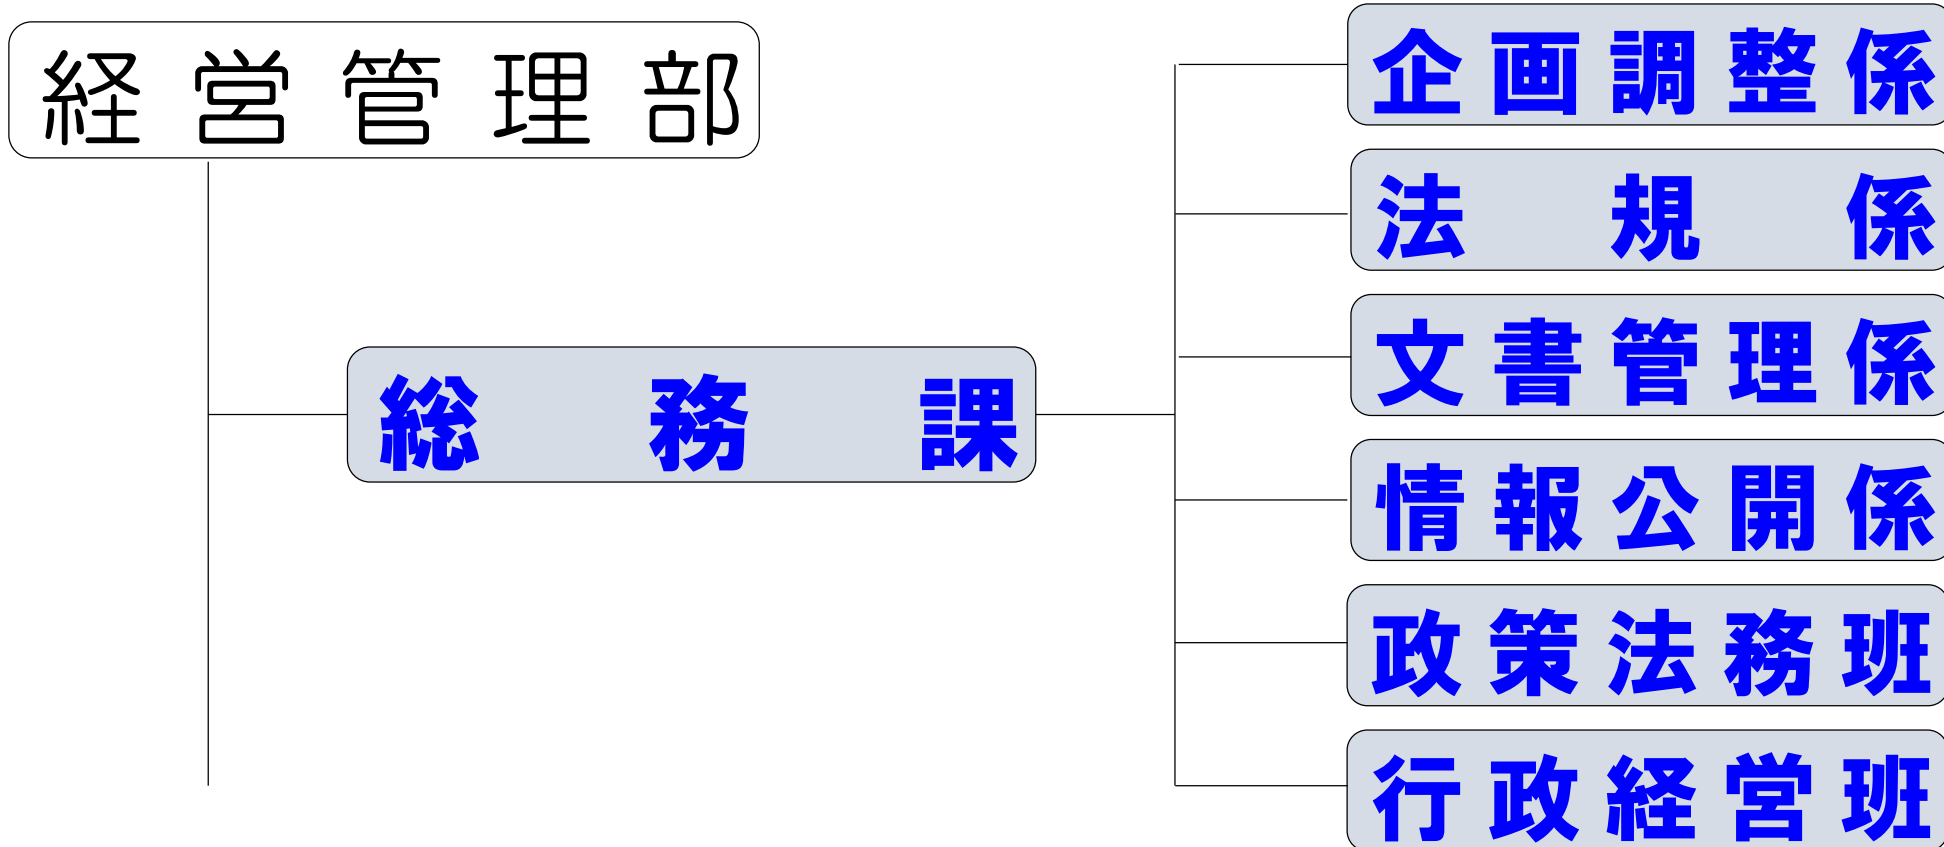 経営管理部
総務課
企画調整係
法規係
文書管理係
情報公開係
政策法務班
行政経営班